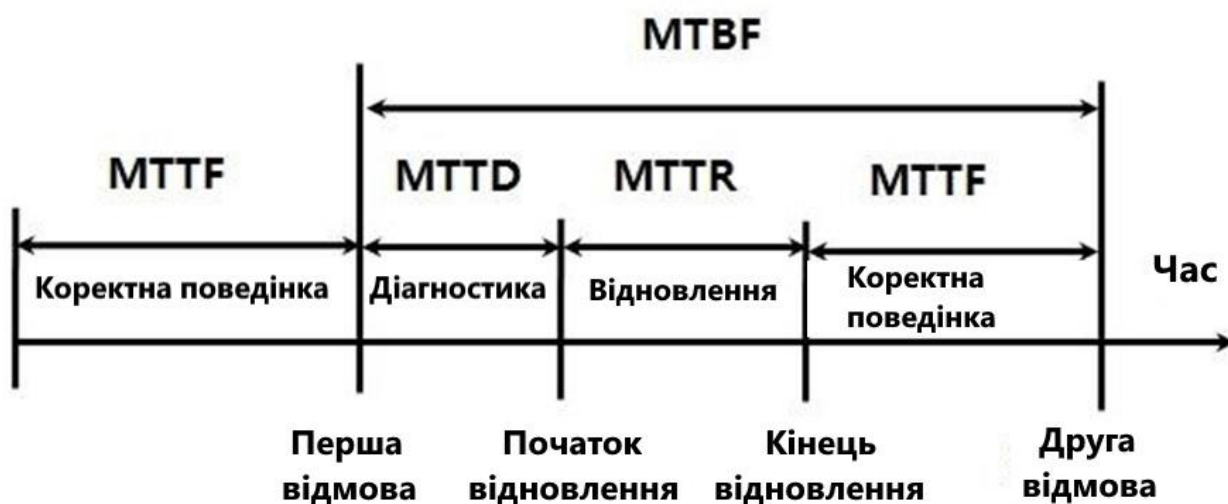 MTBF
MTTF
MTTD
MTTR
MTTF
Коректна поведінка
Діагностика
Відновлення
Коректна
поведінка
Час
Перша
відмова
Початок
відновлення
Кінець
відновлення
Друга
відмова